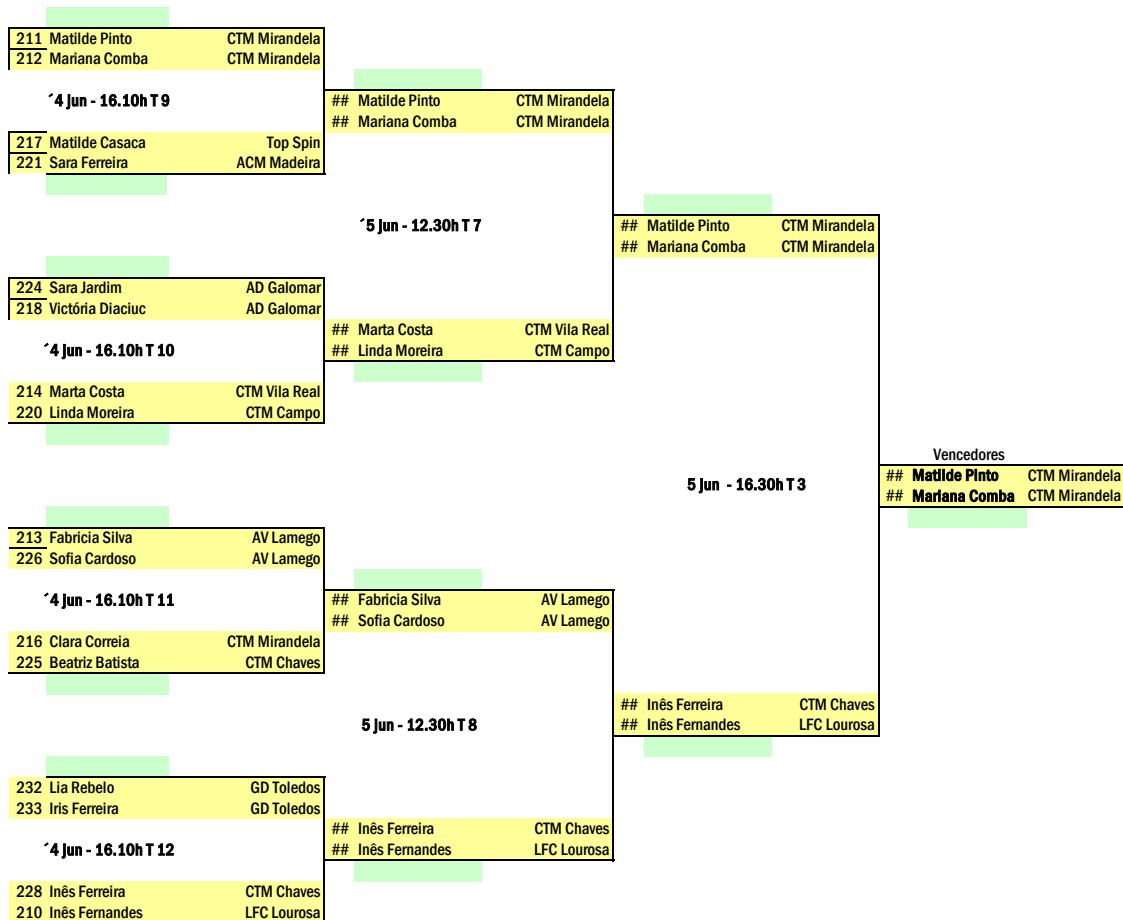 211 Matilde Pinto CTM Mirandela
212 Mariana Comba CTM Mirandela
´4 jun - 16.10h T 9
217 Matilde Casaca Top Spin
221 Sara Ferreira ACM Madeira
## Matilde Pinto CTM Mirandela
## Mariana Comba CTM Mirandela
´5 jun - 12.30h T 7
224 Sara Jardim AD Galomar
218 Victória Diaciuc AD Galomar
´4 jun - 16.10h T 10
214 Marta Costa CTM Vila Real
220 Linda Moreira CTM Campo
## Marta Costa CTM Vila Real
## Linda Moreira CTM Campo
## Matilde Pinto CTM Mirandela
## Mariana Comba CTM Mirandela
5 jun - 16.30h T 3
Vencedores
## Matilde Pinto CTM Mirandela
## Mariana Comba CTM Mirandela
213 Fabricia Silva AV Lamego
226 Sofia Cardoso AV Lamego
´4 jun - 16.10h T 11
216 Clara Correia CTM Mirandela
225 Beatriz Batista CTM Chaves
## Fabricia Silva AV Lamego
## Sofia Cardoso AV Lamego
5 jun - 12.30h T 8
## Inês Ferreira CTM Chaves
## Inês Fernandes LFC Lourosa
232 Lia Rebelo GD Toledos
233 Iris Ferreira GD Toledos
´4 jun - 16.10h T 12
228 Inês Ferreira CTM Chaves
210 Inês Fernandes LFC Lourosa
## Inês Ferreira CTM Chaves
## Inês Fernandes LFC Lourosa